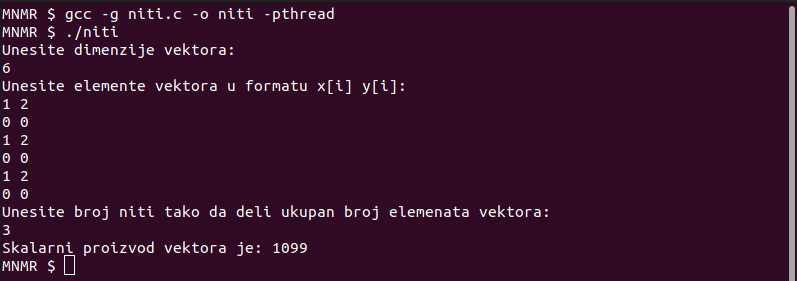 MNMR $ gcc -g niti.c -o niti -pthread
MNMR $ ./niti
Unesite dimenzije vektora:
6
Unesite elemente vektora u formatu x[i] y[i]:
1 2
0 0
1 2
0 0
1 2
0 0
Unesite broj niti tako da deli ukupan broj elemenata vektora:
3
Skalarni proizvod vektora je: 1099
MNMR $